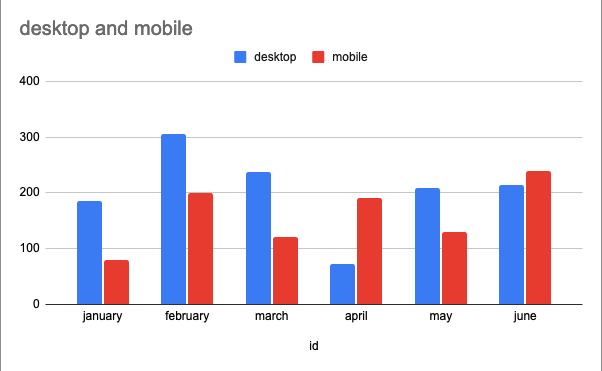 desktop and mobile
desktop mobile
400
300
200
100
0
january february march april may june
id